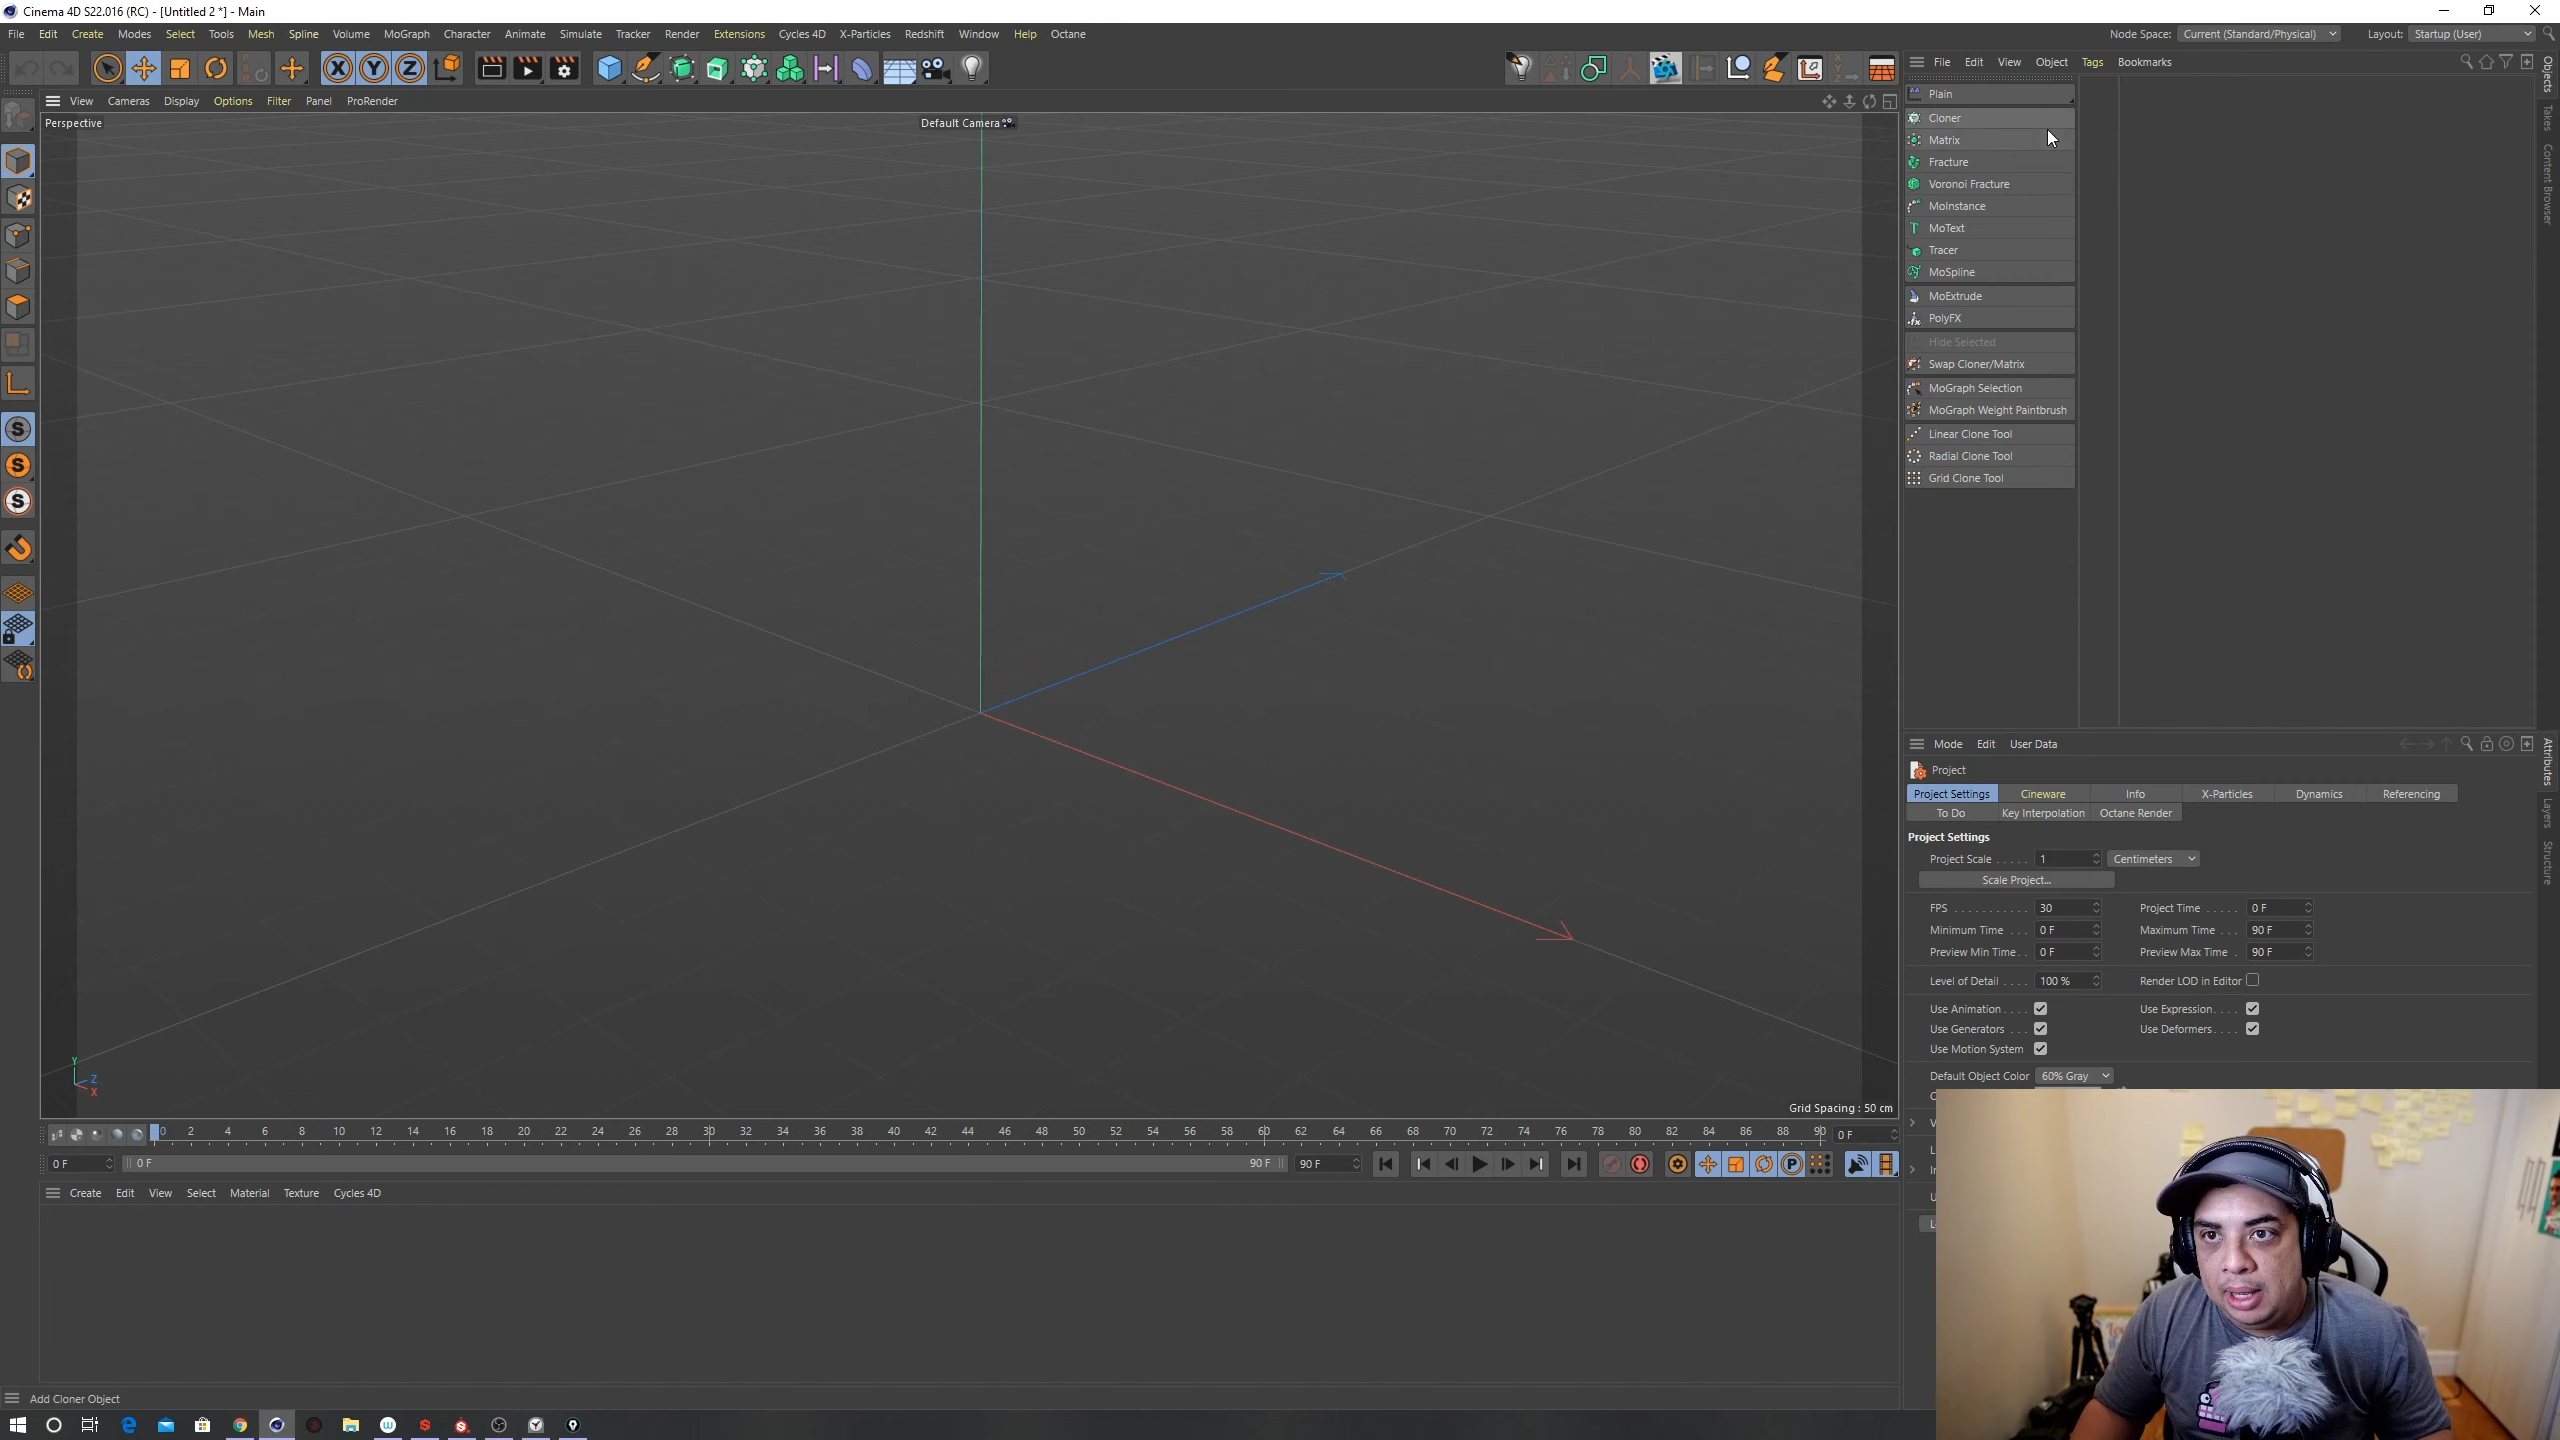 Cinema 4D S22.016 (RC) - [Untitled 2 *] - Main
File Edit Create Modes Select Tools Mesh Spline Volume MoGraph Character Animate Simulate Tracker Render Extensions Cycles 4D X-Particles Redshift Window Help Octane
Node Space: Current (Standard/Physical) Layout: Startup (User)
X Y Z
File Edit View Object Tags Bookmarks
View Cameras Display Options Filter Panel ProRender
Perspective
Default Camera
Plain
Cloner
Matrix
Fracture
Voronoi Fracture
MoInstance
MoText
Tracer
MoSpline
MoExtrude
PolyFX
Hide Selected
Swap Cloner/Matrix
MoGraph Selection
MoGraph Weight Paintbrush
Linear Clone Tool
Radial Clone Tool
Grid Clone Tool
Objects
Takes
Content Browser
S
S
S
Mode Edit User Data
Project
Project Settings Cineware Info X-Particles Dynamics Referencing
To Do Key Interpolation Octane Render
Project Settings
Project Scale . . . . . 1 Centimeters
Scale Project...
FPS . . . . . . . . . . . 30 Project Time . . . . . 0 F
Minimum Time . . . 0 F Maximum Time . . . 90 F
Preview Min Time . . 0 F Preview Max Time . 90 F
Level of Detail . . . . 100 % Render LOD in Editor
Use Animation . . . . Use Expression . . . .
Use Generators . . . Use Deformers . . . .
Use Motion System
Default Object Color 60% Gray
Attributes
Layers
Structure
Y
Z
X
Grid Spacing : 50 cm
0 2 4 6 8 10 12 14 16 18 20 22 24 26 28 30 32 34 36 38 40 42 44 46 48 50 52 54 56 58 60 62 64 66 68 70 72 74 76 78 80 82 84 86 88 90 0 F
0 F 0 F 90 F 90 F
P
Create Edit View Select Material Texture Cycles 4D
Add Cloner Object